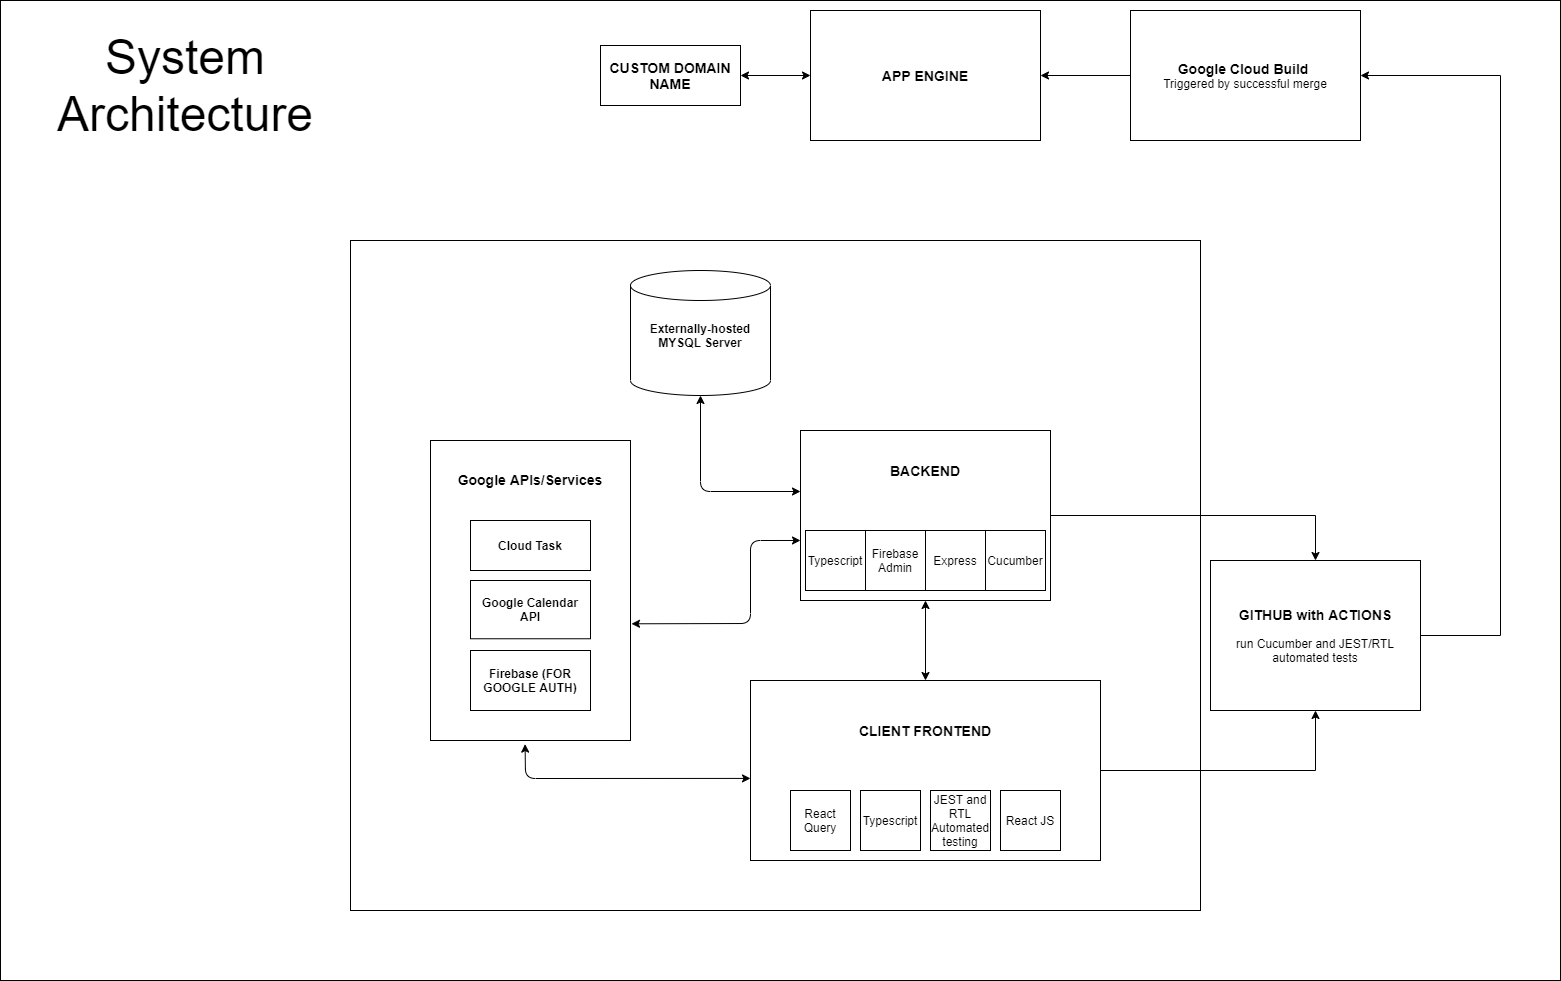 System
Architecture
CUSTOM DOMAIN
NAME
APP ENGINE
Google Cloud Build
Triggered by successful merge
Externally-hosted
MYSQL Server
Google APIs/Services
Cloud Task
Google Calendar
API
Firebase (FOR
GOOGLE AUTH)
BACKEND
Typescript
Firebase
Admin
Express
Cucumber
GITHUB with ACTIONS
run Cucumber and JEST/RTL
automated tests
CLIENT FRONTEND
React
Query
Typescript
JEST and
RTL
Automated
testing
React JS